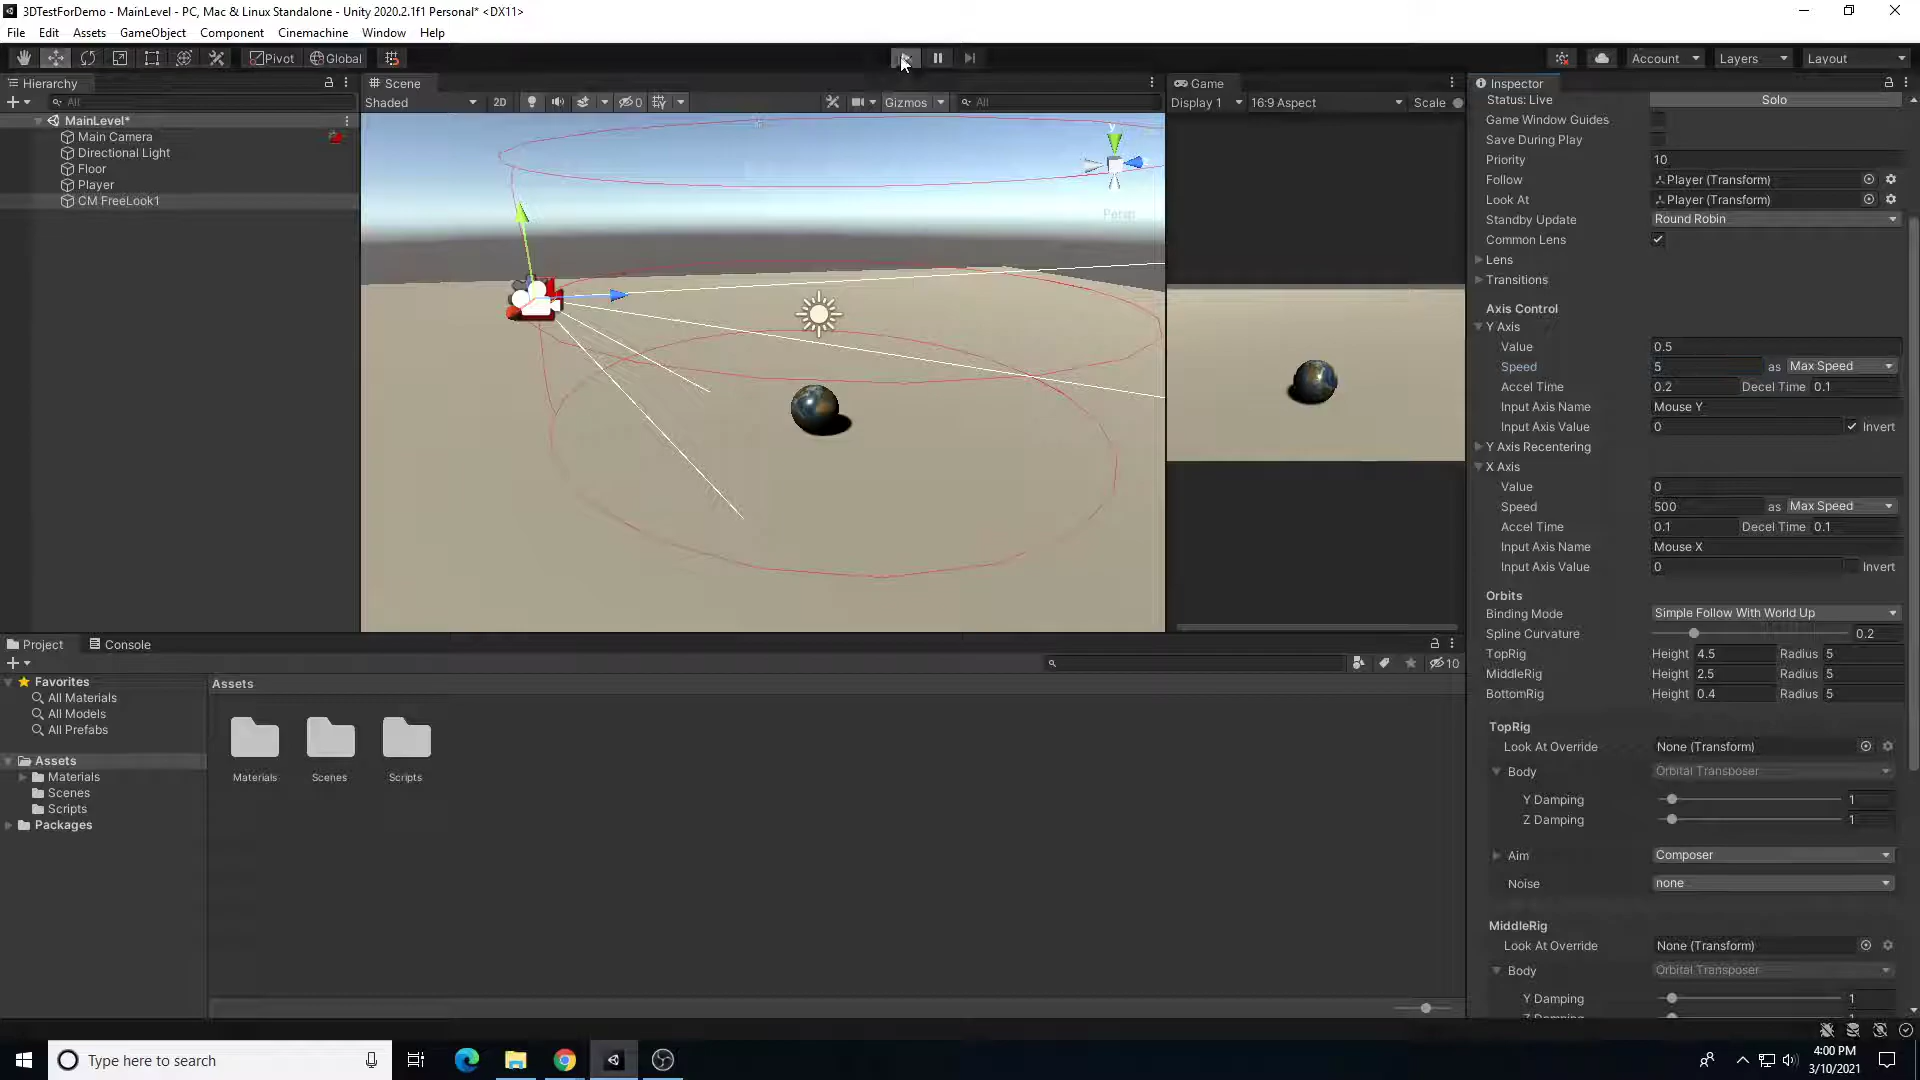 3DTestForDemo - MainLevel - PC, Mac & Linux Standalone - Unity 2020.2.1f1 Personal* <DX11>
File Edit Assets GameObject Component Cinemachine Window Help
Pivot Global Account Layers Layout
Hierarchy
All
MainLevel*
Main Camera
Directional Light
Floor
Player
CM FreeLook1
Scene
Shaded 2D 0 Gizmos All
y
Persp
Game
Display 1 16:9 Aspect Scale
Inspector
Status: Live Solo
Game Window Guides
Save During Play
Priority 10
Follow Player (Transform)
Look At Player (Transform)
Standby Update Round Robin
Common Lens
Lens
Transitions
Axis Control
Y Axis
Value 0.5
Speed 5 as Max Speed
Accel Time 0.2 Decel Time 0.1
Input Axis Name Mouse Y
Input Axis Value 0 Invert
Y Axis Recentering
X Axis
Value 0
Speed 500 as Max Speed
Accel Time 0.1 Decel Time 0.1
Input Axis Name Mouse X
Input Axis Value 0 Invert
Orbits
Binding Mode Simple Follow With World Up
Spline Curvature 0.2
TopRig Height 4.5 Radius 5
MiddleRig Height 2.5 Radius 5
BottomRig Height 0.4 Radius 5
TopRig
Look At Override None (Transform)
Body Orbital Transposer
Y Damping 1
Z Damping 1
Aim Composer
Noise none
MiddleRig
Look At Override None (Transform)
Body Orbital Transposer
Y Damping 1
Z Damping 1
Project Console
10
Favorites
All Materials
All Models
All Prefabs
Assets
Materials
Scenes
Scripts
Packages
Assets
Materials Scenes Scripts
Type here to search
4:00 PM
3/10/2021